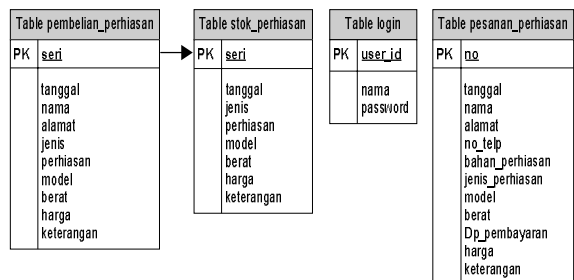 Table pembelian_perhiasan
PK seri
tanggal
nama
alamat
jenis
perhiasan
model
berat
harga
keterangan
Table stok_perhiasan
PK seri
tanggal
jenis
perhiasan
model
berat
harga
keterangan
Table login
PK user_id
nama
password
Table pesanan_perhiasan
PK no
tanggal
nama
alamat
no_telp
bahan_perhiasan
jenis_perhiasan
model
berat
Dp_pembayaran
harga
keterangan